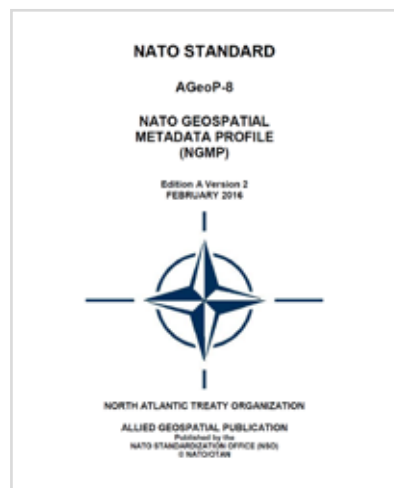 NATO STANDARD
AGeoP-8
NATO GEOSPATIAL
METADATA PROFILE
(NGMP)
Edition A Version 2
FEBRUARY 2016
NORTH ATLANTIC TREATY ORGANIZATION
ALLIED GEOSPATIAL PUBLICATION
Published by the
NATO STANDARDIZATION OFFICE (NSO)
© NATO/OTAN